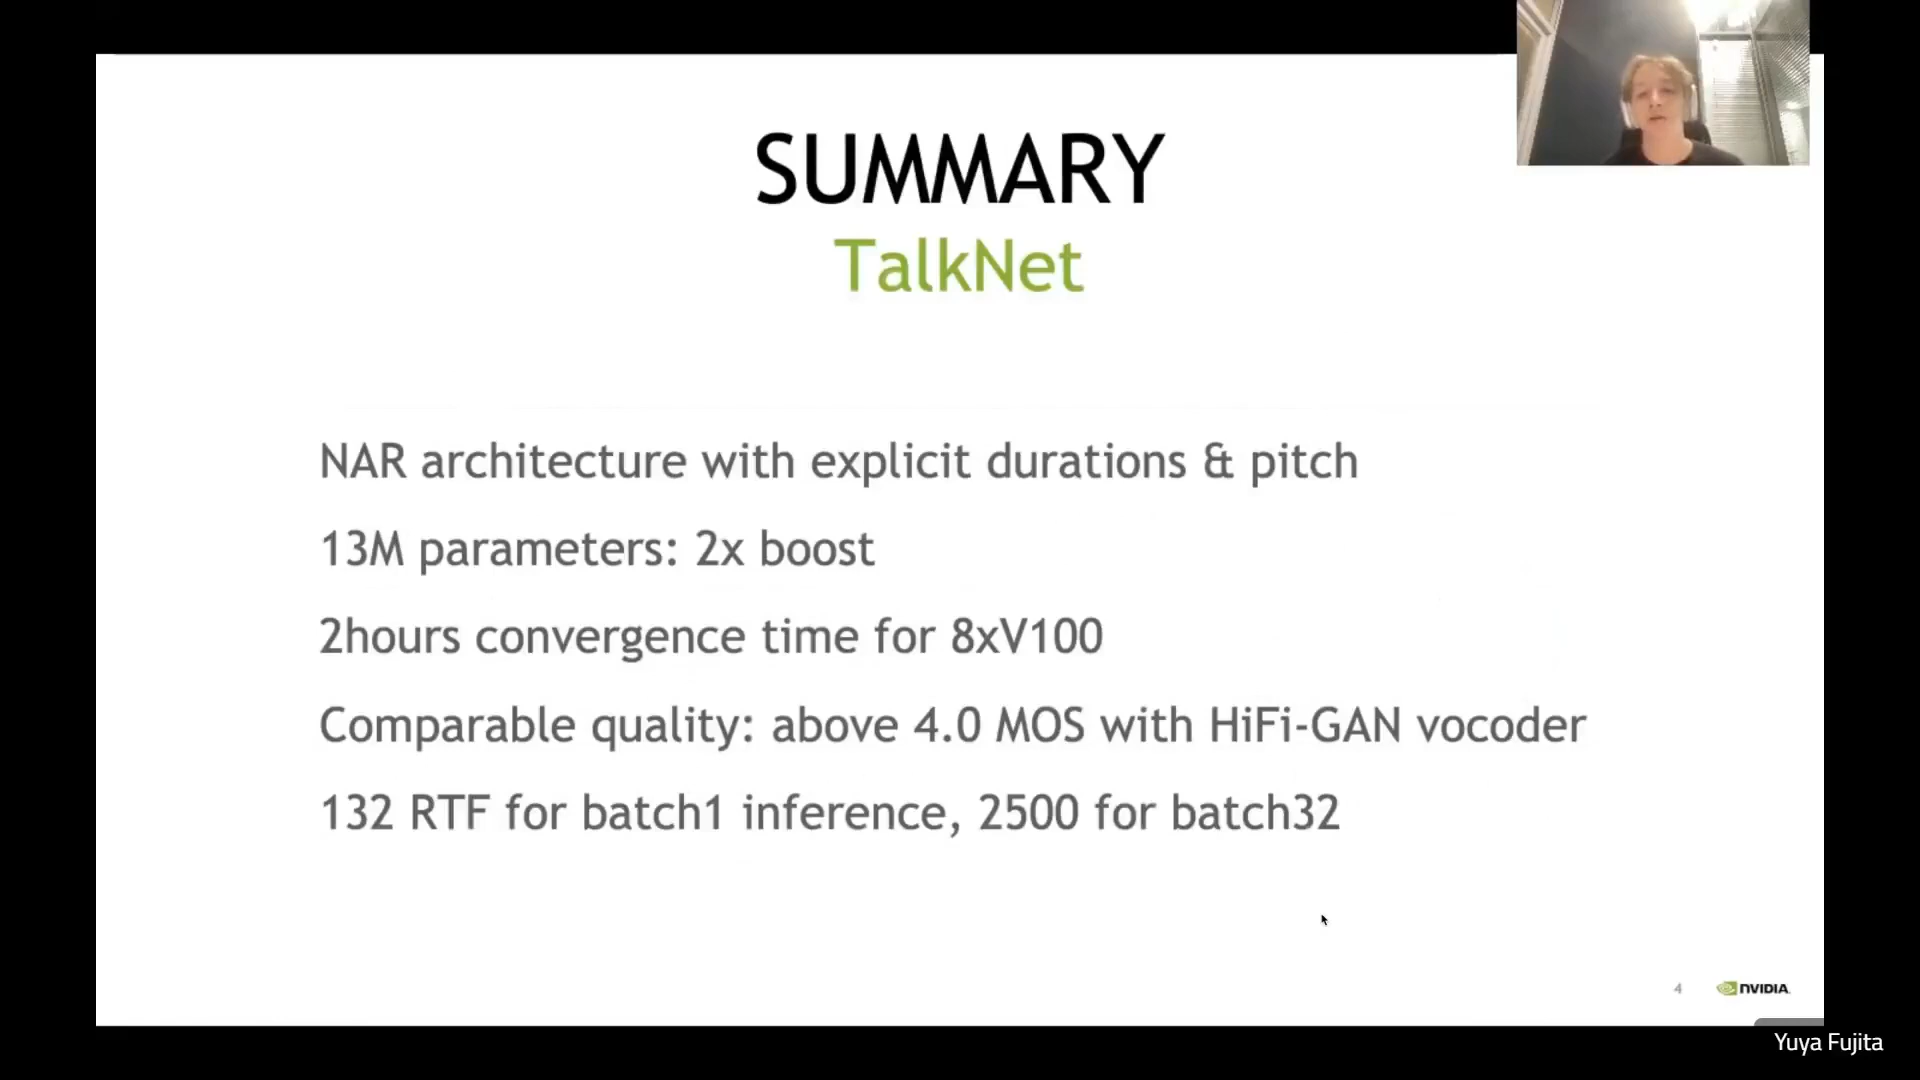 SUMMARY
TalkNet
NAR architecture with explicit durations & pitch
13M parameters: 2x boost
2hours convergence time for 8xV100
Comparable quality: above 4.0 MOS with HiFi-GAN vocoder
132 RTF for batch1 inference, 2500 for batch32
4
NVIDIA
Yuya Fujita